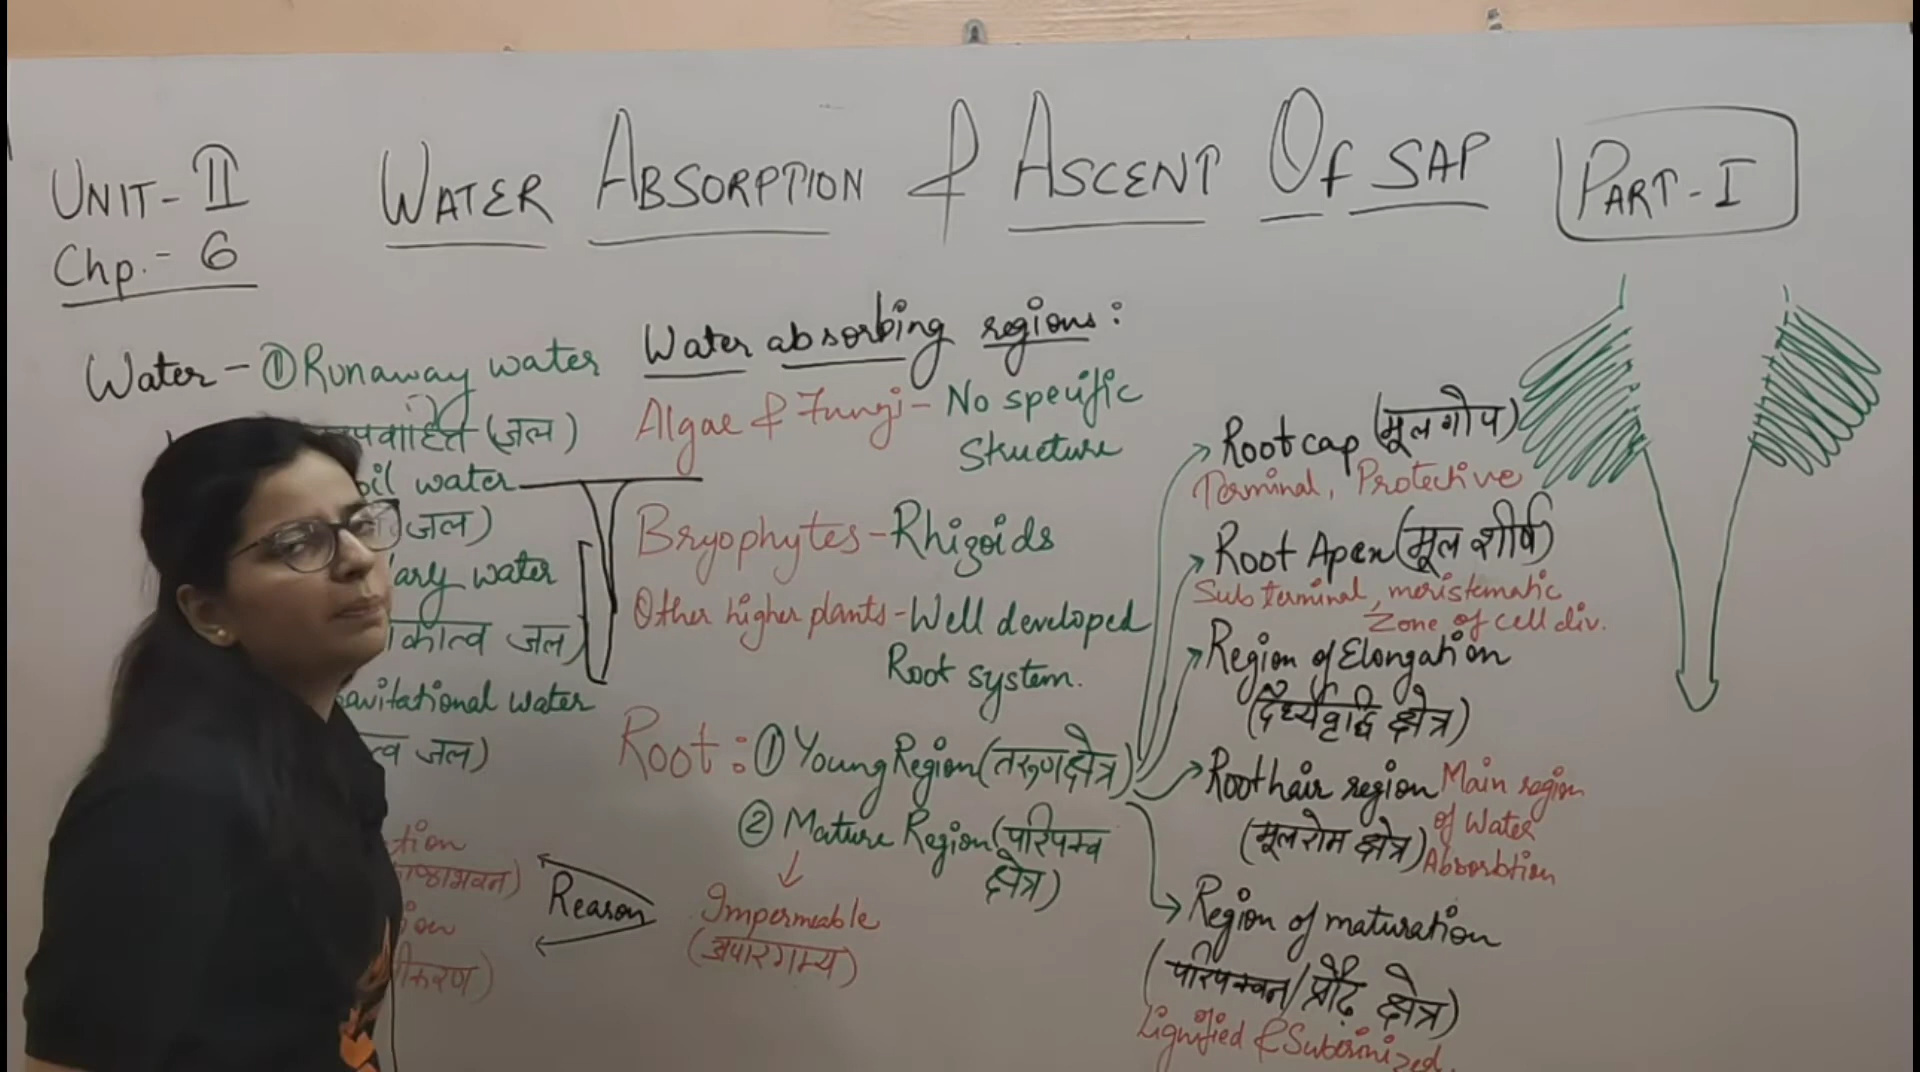 UNIT-II
Chp.- 6
WATER ABSORPTION & ASCENT Of SAP
PART-I
Water - ① Runaway water
(जल)
soil water
जल)
water
जल)
gravitational water
जल)
Water absorbing regions:
Algae & Fungi - No specific
Structure
Bryophytes - Rhizoids
Other higher plants - Well developed
Root system.
Root: ① Young Region (तरुणक्षेत्र)
② Mature Region (परिपक्व
क्षेत्र)
Impermeable
(अपारगम्य)
Reason
Root cap (मूल गोप)
Terminal, Protective
Root Apex (मूल शीर्ष)
Sub terminal, meristematic
Zone of cell div.
Region of Elongation
(दैर्ध्यवृद्धि क्षेत्र)
Root hair region Main region
of Water
(मूलरोम क्षेत्र) Absorbtion
Region of maturation
(परिपक्वन/प्रौढ़ क्षेत्र)
Lignified & Suberinized.